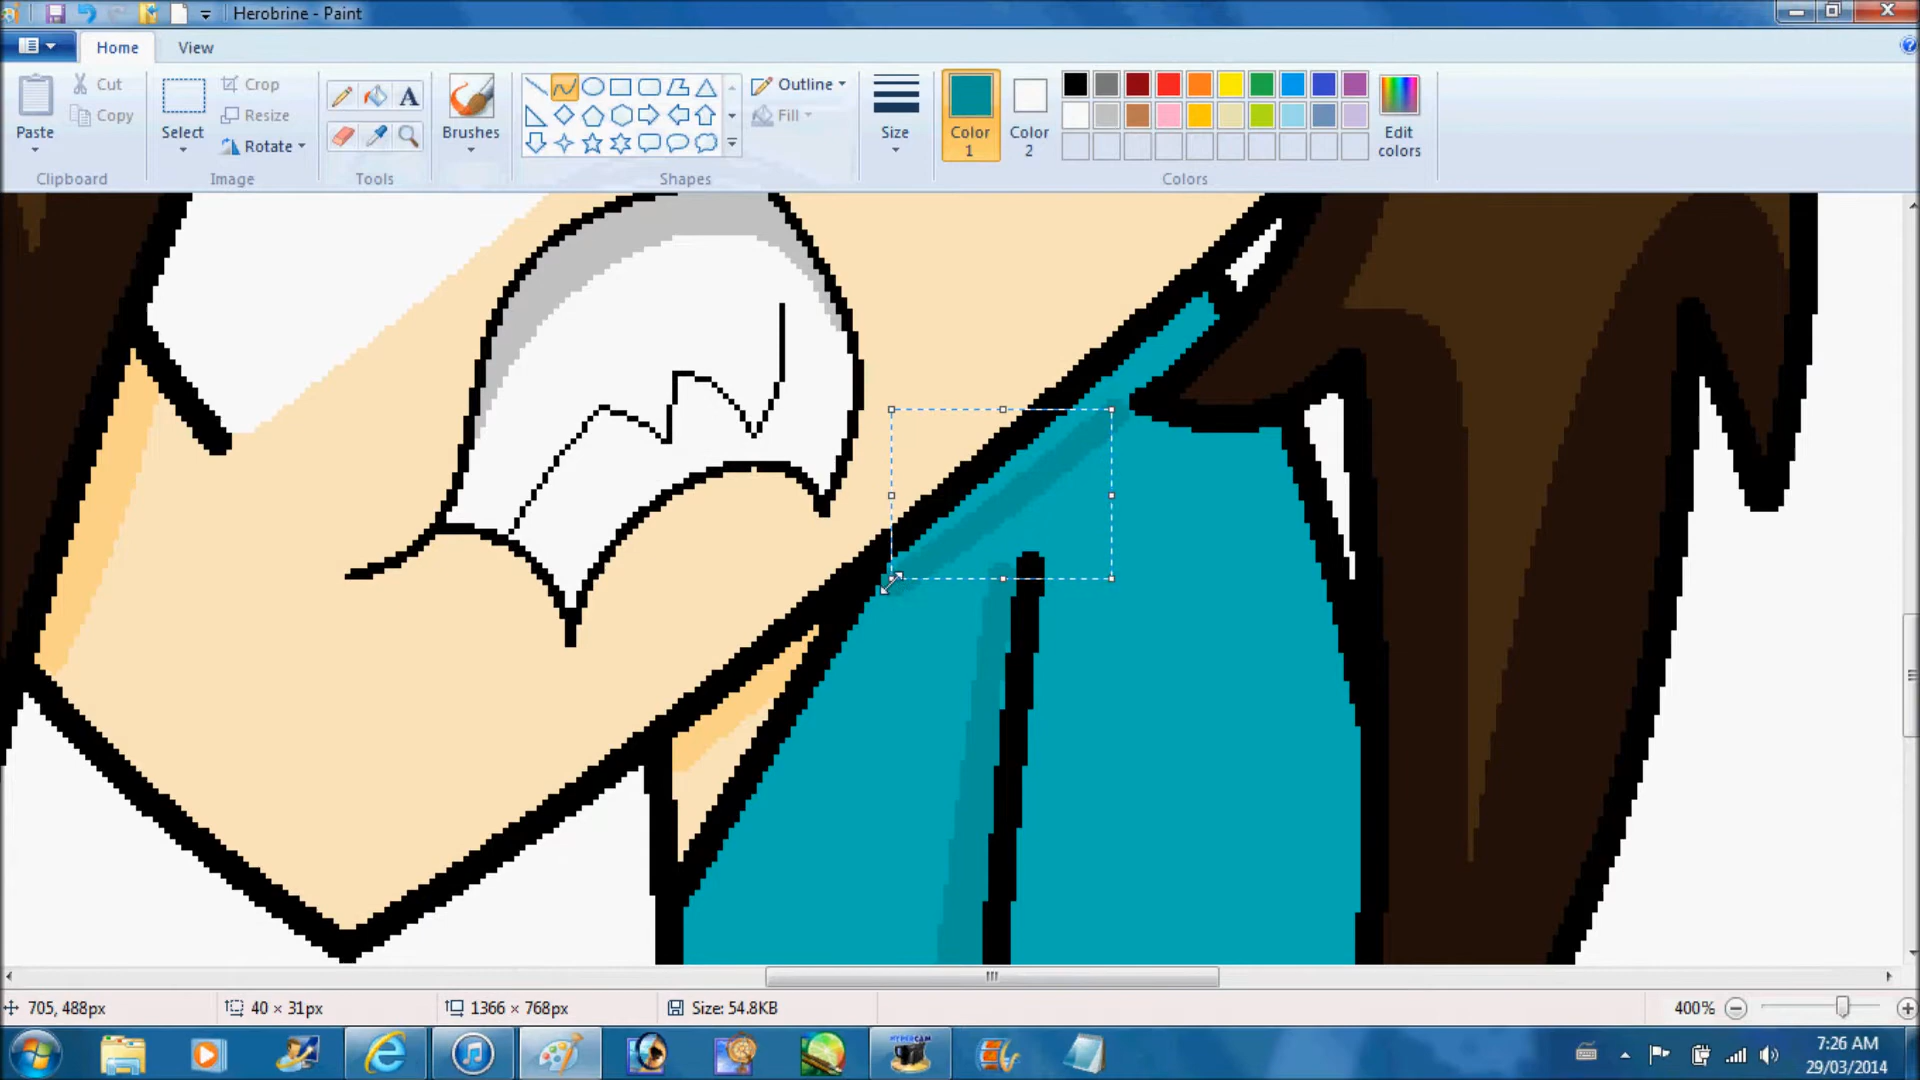 Herobrine - Paint
Home View
Cut
Copy
Paste
Clipboard
Select
Crop
Resize
Rotate
Image
A
Tools
Brushes
Shapes
Outline
Fill
Size
Color
1
Color
2
Edit
colors
Colors
705, 488px
40 × 31px
1366 × 768px
Size: 54.8KB
400%
HYPERCAM
7:26 AM
29/03/2014